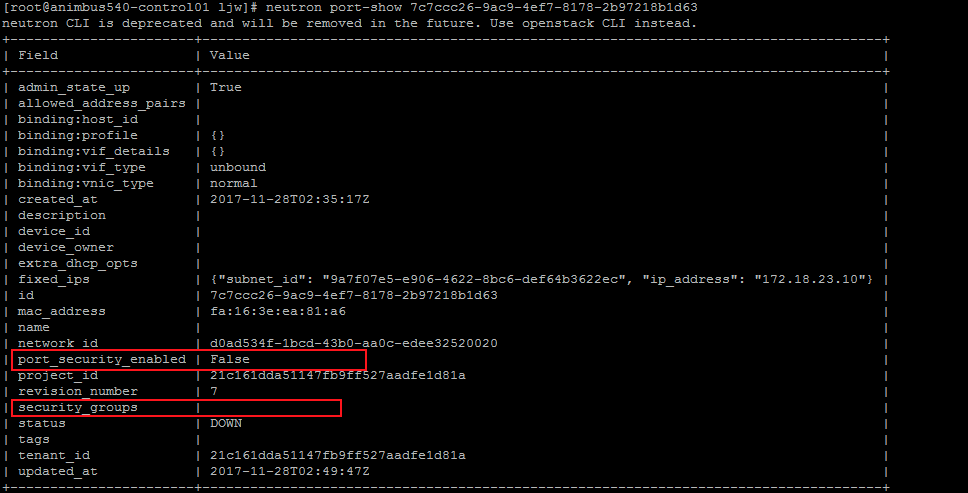 [root@animbus540-control01 ljw]# neutron port-show 7c7ccc26-9ac9-4ef7-8178-2b97218b1d63
neutron CLI is deprecated and will be removed in the future. Use openstack CLI instead.
+-----------------------+-------------------------------------------------------------------------------------+
| Field | Value |
+-----------------------+-------------------------------------------------------------------------------------+
| admin_state_up | True |
| allowed_address_pairs | |
| binding:host_id | |
| binding:profile | {} |
| binding:vif_details | {} |
| binding:vif_type | unbound |
| binding:vnic_type | normal |
| created_at | 2017-11-28T02:35:17Z |
| description | |
| device_id | |
| device_owner | |
| extra_dhcp_opts | |
| fixed_ips | {"subnet_id": "9a7f07e5-e906-4622-8bc6-def64b3622ec", "ip_address": "172.18.23.10"} |
| id | 7c7ccc26-9ac9-4ef7-8178-2b97218b1d63 |
| mac_address | fa:16:3e:ea:81:a6 |
| name | |
| network_id | d0ad534f-1bcd-43b0-aa0c-edee32520020 |
| port_security_enabled | False |
| project_id | 21c161dda51147fb9ff527aadfe1d81a |
| revision_number | 7 |
| security_groups | |
| status | DOWN |
| tags | |
| tenant_id | 21c161dda51147fb9ff527aadfe1d81a |
| updated_at | 2017-11-28T02:49:47Z |
+-----------------------+-------------------------------------------------------------------------------------+